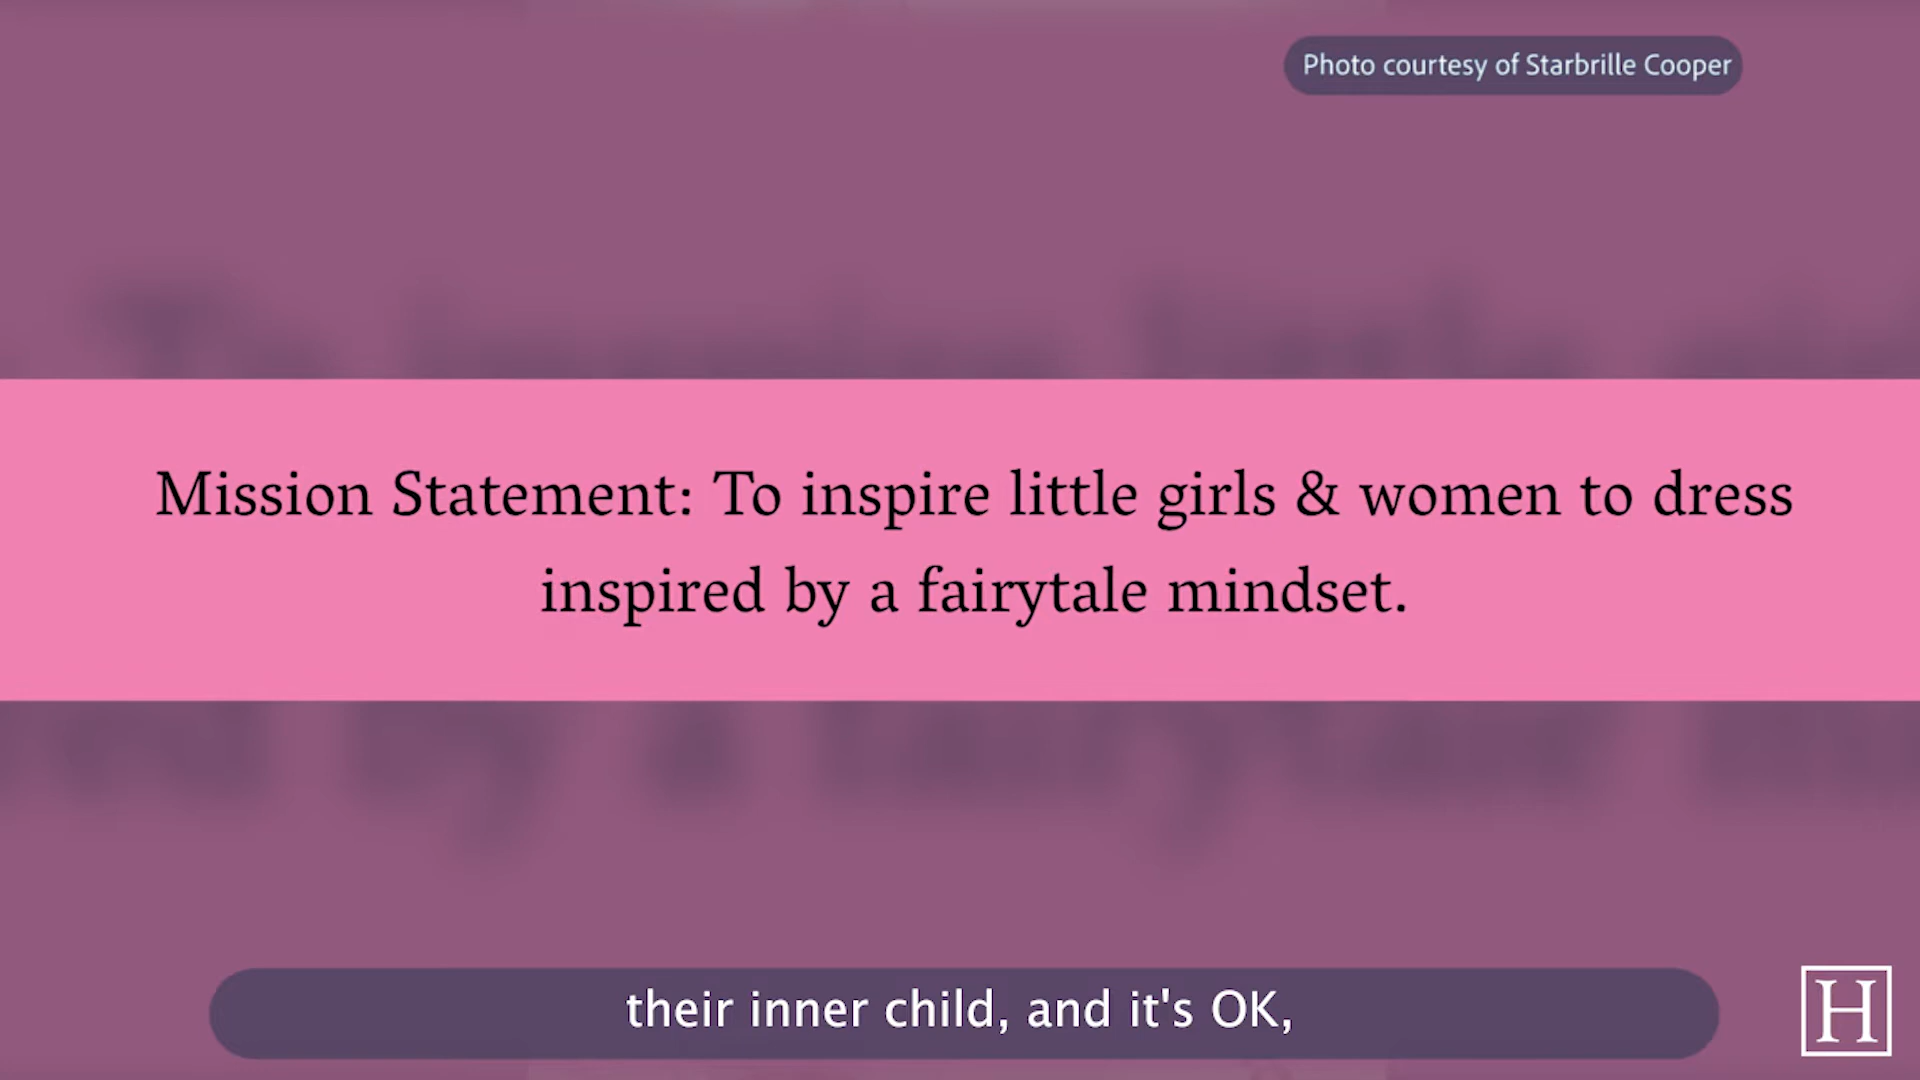 Photo courtesy of Starbrille Cooper
Mission Statement: To inspire little girls & women to dress
inspired by a fairytale mindset.
their inner child, and it's OK,
H